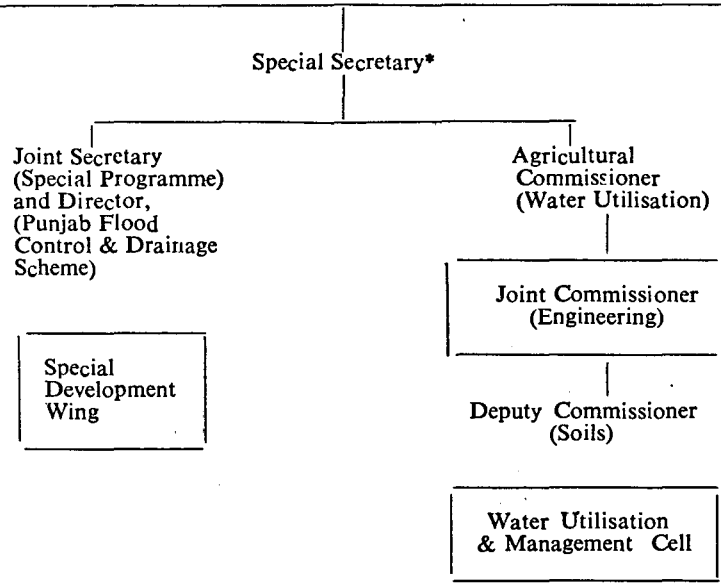 Special Secretary*
Joint Secretary
(Special Programme)
and Director,
(Punjab Flood
Control & Drainage
Scheme)
Special
Development
Wing
Agricultural
Commissioner
(Water Utilisation)
Joint Commissioner
(Engineering)
Deputy Commissioner
(Soils)
Water Utilisation
& Management Cell